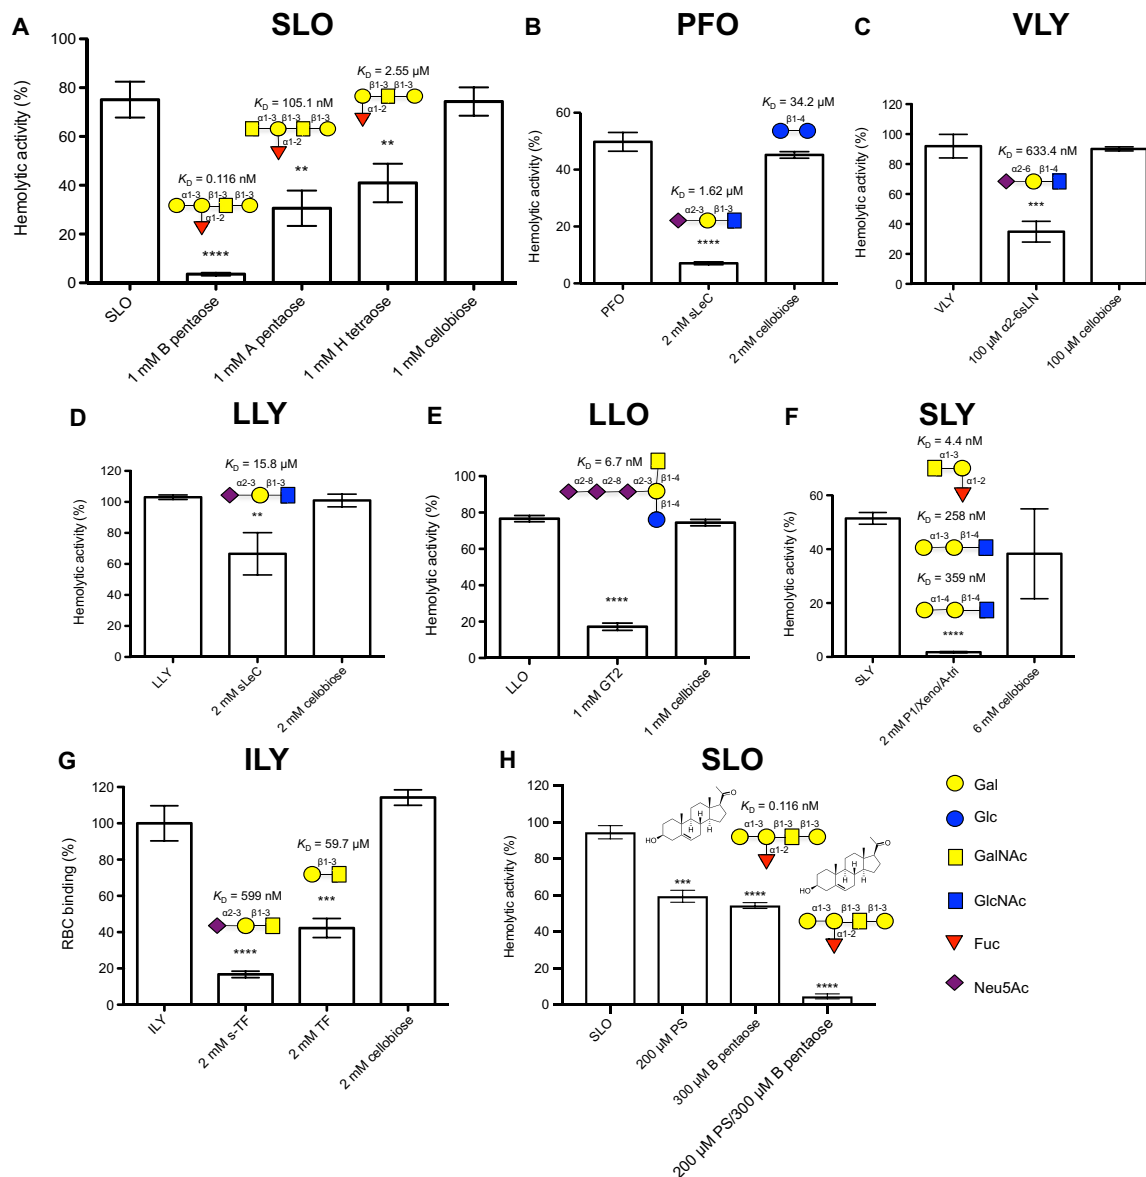 A
SLO
Hemolytic activity (%)
100
80
60
40
20
0
K_D = 0.116 nM
α1-3 β1-3 β1-3
α1-2
****
K_D = 105.1 nM
α1-3 β1-3 β1-3
α1-2
**
K_D = 2.55 µM
β1-3 β1-3
α1-2
**
SLO
1 mM B pentaose
1 mM A pentaose
1 mM H tetraose
1 mM cellobiose
B
PFO
Hemolytic activity (%)
60
40
20
0
K_D = 1.62 µM
α2-3 β1-3
****
K_D = 34.2 µM
β1-4
PFO
2 mM sLeC
2 mM cellobiose
C
VLY
Hemolytic activity (%)
120
100
80
60
40
20
0
K_D = 633.4 nM
α2-6 β1-4
***
VLY
100 µM α2-6sLN
100 µM cellobiose
D
LLY
Hemolytic activity (%)
120
100
80
60
40
20
0
K_D = 15.8 µM
α2-3 β1-3
**
LLY
2 mM sLeC
2 mM cellobiose
E
LLO
Hemolytic activity (%)
100
80
60
40
20
0
K_D = 6.7 nM
α2-8 α2-8 α2-3 β1-4
β1-4
****
LLO
1 mM GT2
1 mM cellbiose
F
SLY
Hemolytic activity (%)
60
40
20
0
K_D = 4.4 nM
α1-3
α1-2
K_D = 258 nM
α1-3 β1-4
K_D = 359 nM
α1-4 β1-4
****
SLY
2 mM P1/Xeno/A-tri
6 mM cellobiose
G
ILY
RBC binding (%)
120
100
80
60
40
20
0
K_D = 599 nM
α2-3 β1-3
****
K_D = 59.7 µM
β1-3
***
ILY
2 mM s-TF
2 mM TF
2 mM cellobiose
H
SLO
Hemolytic activity (%)
120
100
80
60
40
20
0
HO
H
H
H
O
***
K_D = 0.116 nM
α1-3 β1-3 β1-3
α1-2
****
HO
H
H
H
O
α1-3 β1-3 β1-3
α1-2
****
SLO
200 µM PS
300 µM B pentaose
200 µM PS/300 µM B pentaose
Gal
Glc
GalNAc
GlcNAc
Fuc
Neu5Ac